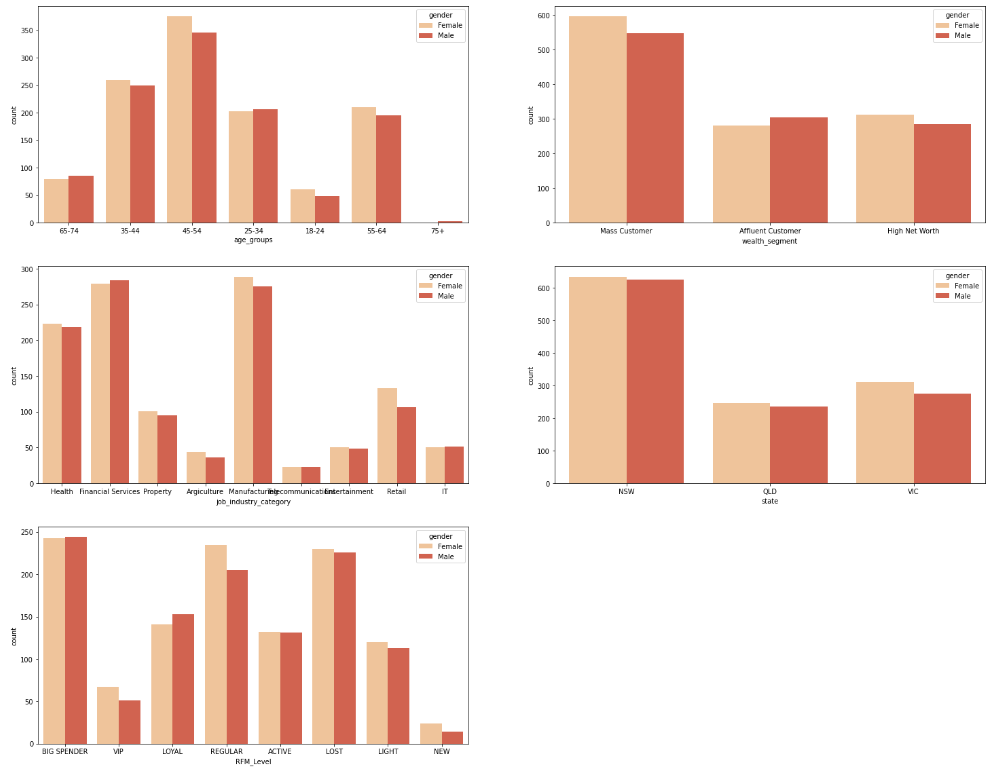 gender
Female
Male
count
350
300
250
200
150
100
50
0
65-74 35-44 45-54 25-34 18-24 55-64 75+
age_groups
gender
Female
Male
count
600
500
400
300
200
100
0
Mass Customer Affluent Customer High Net Worth
wealth_segment
gender
Female
Male
count
300
250
200
150
100
50
0
Health Financial Services Property Argiculture Manufacturing Telecommunications Entertainment Retail IT
job_industry_category
gender
Female
Male
count
600
500
400
300
200
100
0
NSW QLD VIC
state
gender
Female
Male
count
250
200
150
100
50
0
BIG SPENDER VIP LOYAL REGULAR ACTIVE LOST LIGHT NEW
RFM_Level